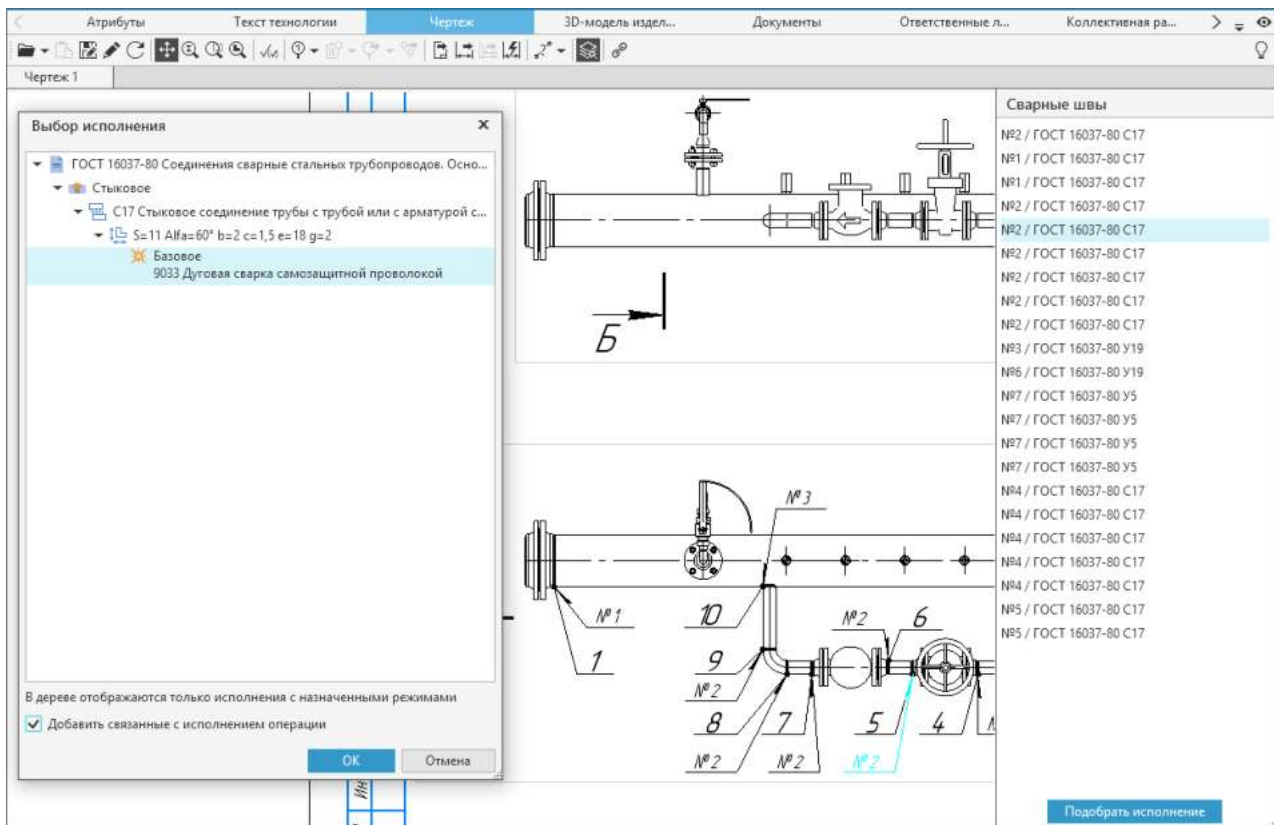 Атрибуты
Текст технологии
Чертеж
3D-модель издел...
Документы
Ответственные л...
Коллективная ра...
Чертеж 1
Выбор исполнения
ГОСТ 16037-80 Соединения сварные стальных трубопроводов. Осно...
Стыковое
С17 Стыковое соединение трубы с трубой или с арматурой с...
S=11 Alfa=60° b=2 c=1,5 e=18 g=2
Базовое
9033 Дуговая сварка самозащитной проволокой
В дереве отображаются только исполнения с назначенными режимами
Добавить связанные с исполнением операции
ОК
Отмена
Б
№3
№1
10
№2
6
1
9
№2
8
7
5
4
№2
№2
№2
Сварные швы
№2 / ГОСТ 16037-80 С17
№1 / ГОСТ 16037-80 С17
№1 / ГОСТ 16037-80 С17
№2 / ГОСТ 16037-80 С17
№2 / ГОСТ 16037-80 С17
№2 / ГОСТ 16037-80 С17
№2 / ГОСТ 16037-80 С17
№2 / ГОСТ 16037-80 С17
№2 / ГОСТ 16037-80 С17
№3 / ГОСТ 16037-80 У19
№6 / ГОСТ 16037-80 У19
№7 / ГОСТ 16037-80 У5
№7 / ГОСТ 16037-80 У5
№7 / ГОСТ 16037-80 У5
№7 / ГОСТ 16037-80 У5
№4 / ГОСТ 16037-80 С17
№4 / ГОСТ 16037-80 С17
№4 / ГОСТ 16037-80 С17
№4 / ГОСТ 16037-80 С17
№4 / ГОСТ 16037-80 С17
№5 / ГОСТ 16037-80 С17
№5 / ГОСТ 16037-80 С17
Подобрать исполнение